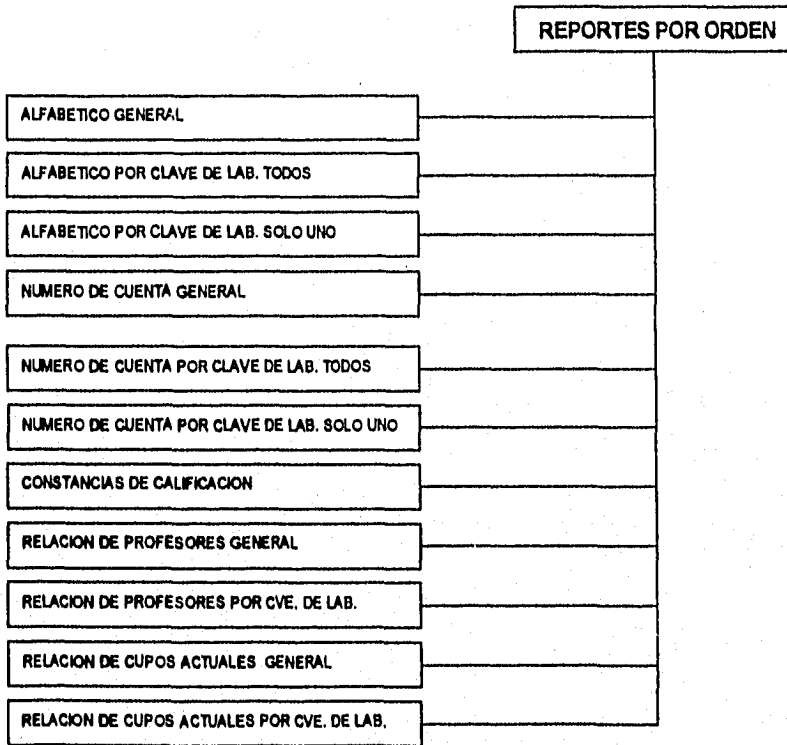 REPORTES POR ORDEN
ALFABETICO GENERAL
ALFABETICO POR CLAVE DE LAB. TODOS
ALFABETICO POR CLAVE DE LAB. SOLO UNO
NUMERO DE CUENTA GENERAL
NUMERO DE CUENTA POR CLAVE DE LAB. TODOS
NUMERO DE CUENTA POR CLAVE DE LAB. SOLO UNO
CONSTANCIAS DE CALIFICACION
RELACION DE PROFESORES GENERAL
RELACION DE PROFESORES POR CVE. DE LAB.
RELACION DE CUPOS ACTUALES GENERAL
RELACION DE CUPOS ACTUALES POR CVE. DE LAB.